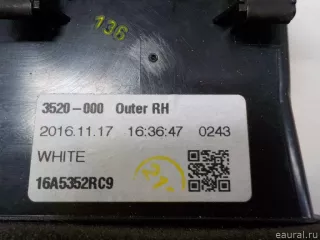 136
3520-000 Outer RH
2016.11.17 16:36:47 0243
WHITE
16A5352RC9
eaural.ru